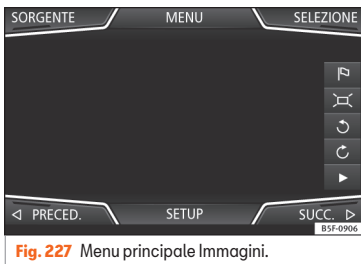 SORGENTE MENU SELEZIONE
◁ PRECED. SETUP SUCC. ▷
B5F-0906
Fig. 227 Menu principale Immagini.